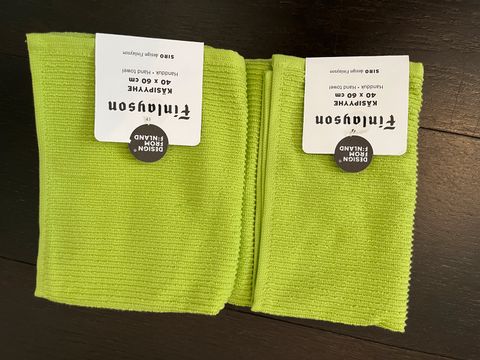 DESIGN
FROM
FINLAND
Finlayson
KÄSIPYYHE
40 x 60 cm
Handduk • Hand towel
SIRO design Finlayson
DESIGN
FROM
FINLAND
Finlayson
KÄSIPYYHE
40 x 60 cm
Handduk • Hand towel
SIRO design Finlayson